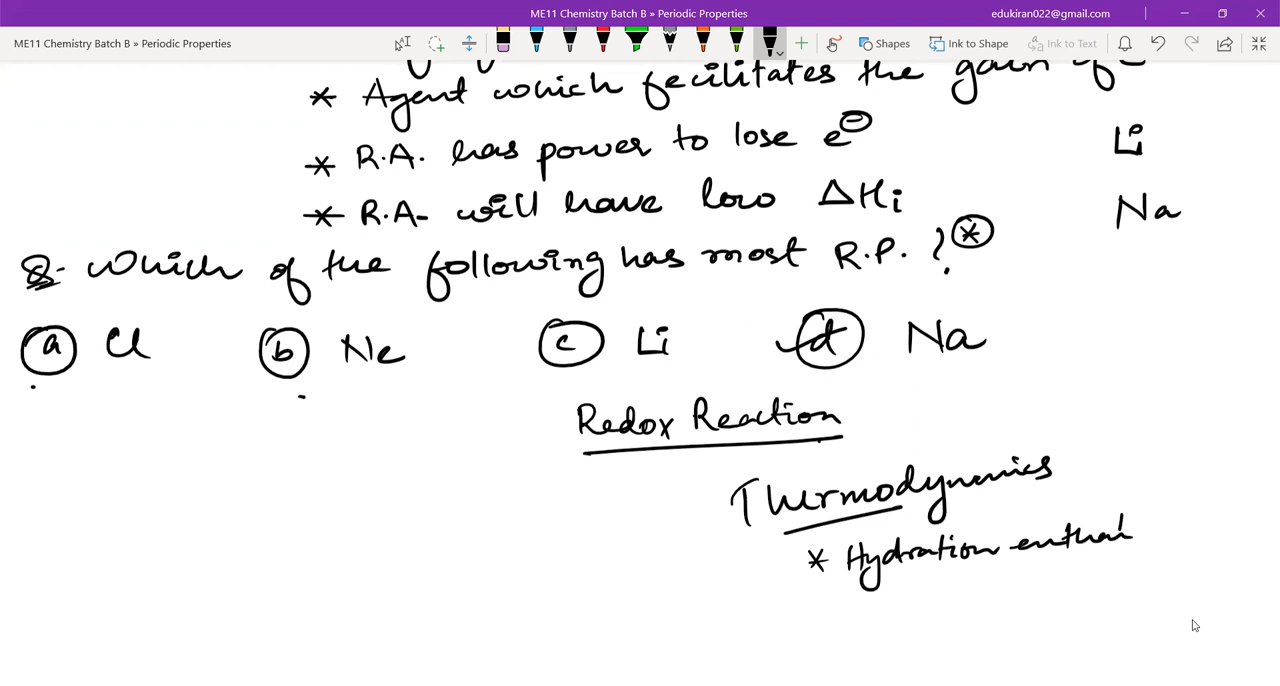 ME11 Chemistry Batch B » Periodic Properties
edukiran022@gmail.com
ME11 Chemistry Batch B » Periodic Properties
Shapes
Ink to Shape
Ink to Text
* Agent which fecilitates the gain of
* R.A. has power to lose e⊖
Li
* R.A- will have low ΔHi
Na
Q- which of the following has most R.P. ? *
a Cl b Ne c Li d Na
Redox Reaction
Thermodynamics
* Hydration enthal